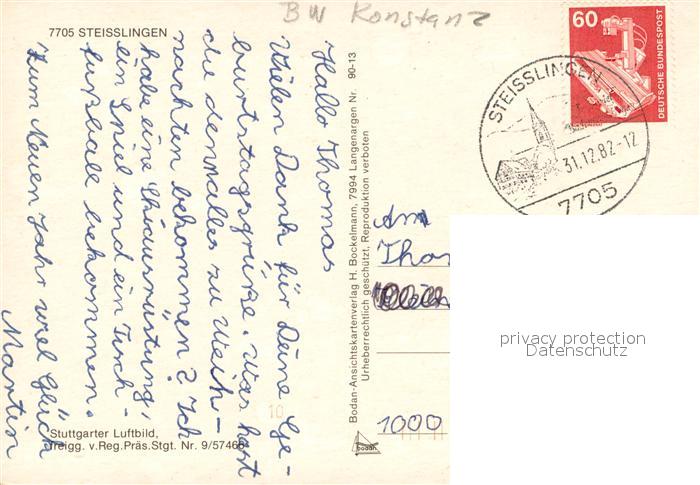 BW Konstanz
7705 STEISSLINGEN
Hallo Thomas
Vielen Dank für Deine Ge-
burtstagsgrüße. Was hast
du denn alles zu Weih-
nachten bekommen? Ich
habe eine Skiausrüstung,
ein Spiel und ein Tisch-
fußball bekommen.
Zum Neuen Jahr viel Glück
Martin
Stuttgarter Luftbild,
Freigg. v. Reg. Präs. Stgt. Nr. 9/57466
Bodan-Ansichtskartenverlag H. Bockelmann, 7994 Langenargen Nr. 90-13
Urheberrechtlich geschützt. Reproduktion verboten
bodan
60
DEUTSCHE BUNDESPOST
STEISSLINGEN
31.12.82-12
7705
An
Tho
1000
10
privacy protection
Datenschutz